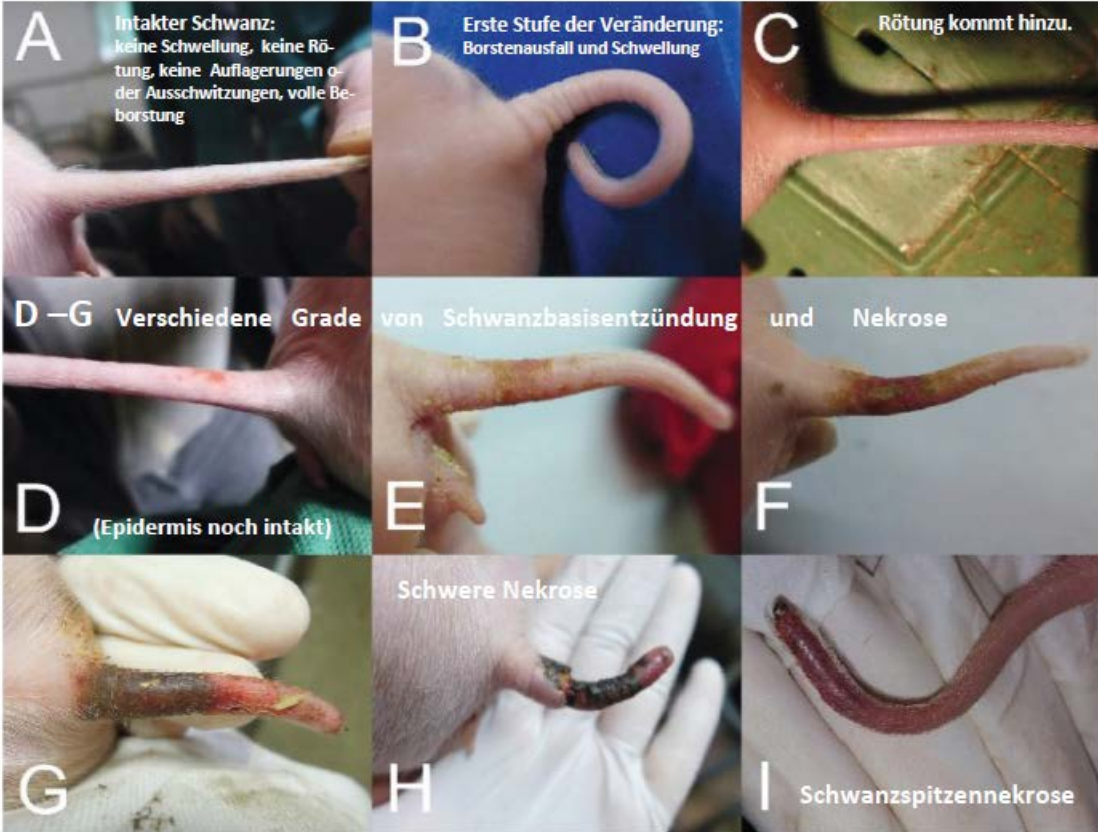 A
Intakter Schwanz:
keine Schwellung, keine Rö-
tung, keine Auflagerungen o-
der Ausschwitzungen, volle Be-
borstung
B
Erste Stufe der Veränderung:
Borstenausfall und Schwellung
C
Rötung kommt hinzu.
D –G Verschiedene Grade von Schwanzbasisentzündung und Nekrose
D
(Epidermis noch intakt)
E
F
G
Schwere Nekrose
H
I
Schwanzspitzennekrose